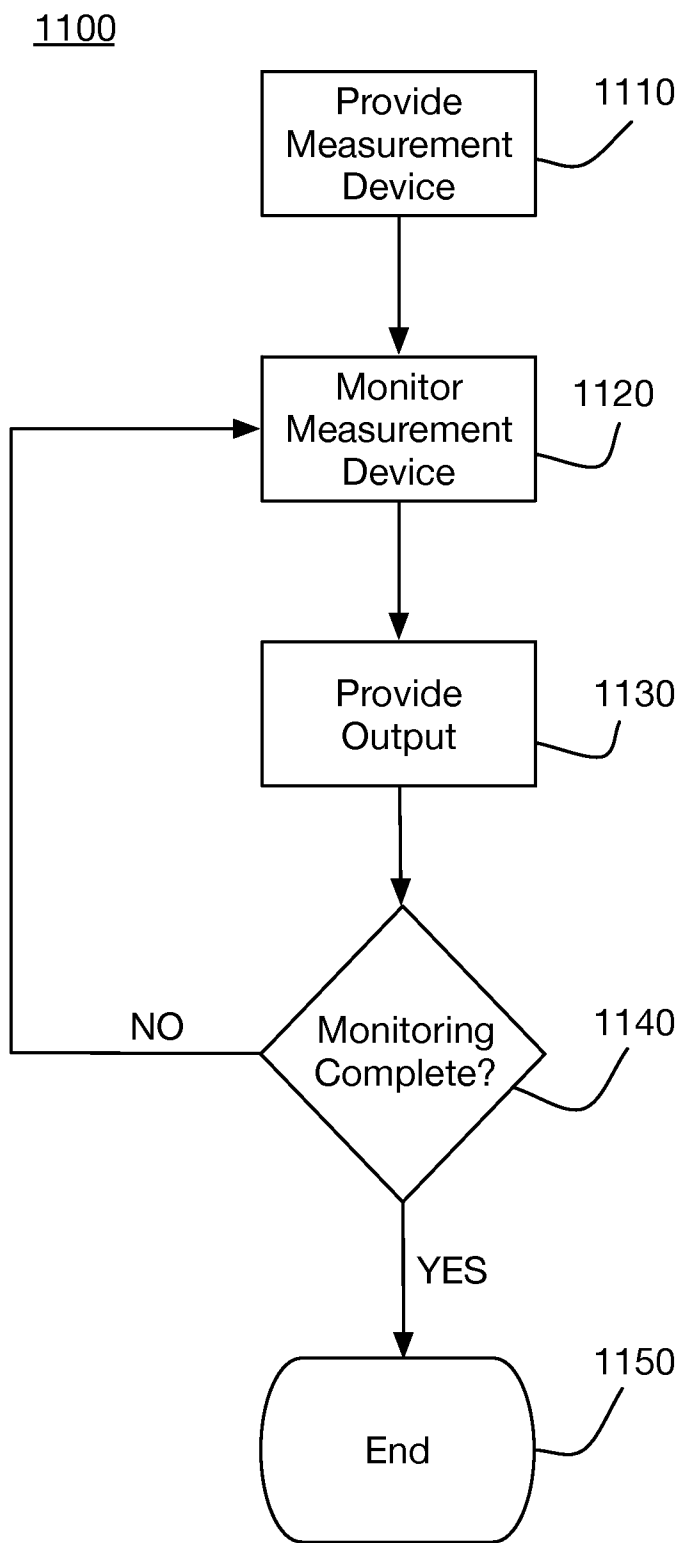 1100
Provide
Measurement
Device
1110
Monitor
Measurement
Device
1120
Provide
Output
1130
Monitoring
Complete?
1140
NO
YES
End
1150